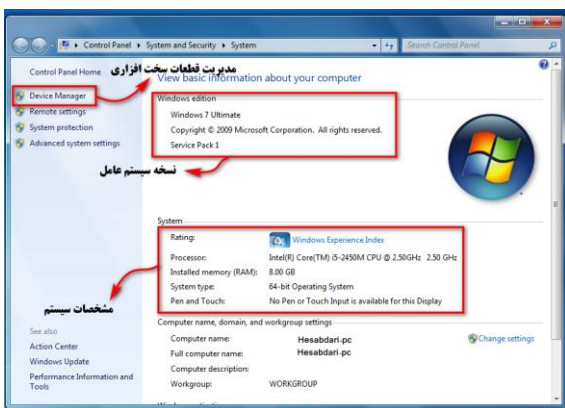 Control Panel ▸ System and Security ▸ System
Search Control Panel
Control Panel Home
مدیریت قطعات سخت افزاری
View basic information about your computer
Device Manager
Windows edition
Remote settings
Windows 7 Ultimate
System protection
Copyright © 2009 Microsoft Corporation. All rights reserved.
Advanced system settings
Service Pack 1
نسخه سیستم عامل
System
Rating: Windows Experience Index
Processor: Intel(R) Core(TM) i5-2450M CPU @ 2.50GHz 2.50 GHz
Installed memory (RAM): 8.00 GB
System type: 64-bit Operating System
Pen and Touch: No Pen or Touch Input is available for this Display
مشخصات سیستم
Computer name, domain, and workgroup settings
See also
Computer name: Hesabdari-pc
Change settings
Action Center
Full computer name: Hesabdari-pc
Windows Update
Computer description:
Performance Information and
Tools
Workgroup: WORKGROUP